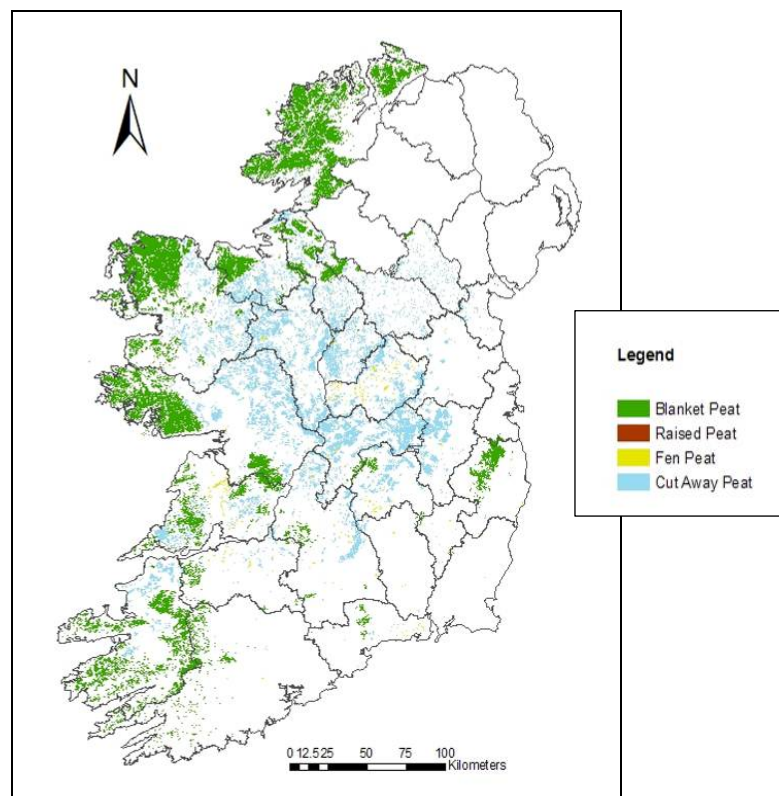 N
Legend
Blanket Peat
Raised Peat
Fen Peat
Cut Away Peat
0 12.5 25 50 75 100
Kilometers